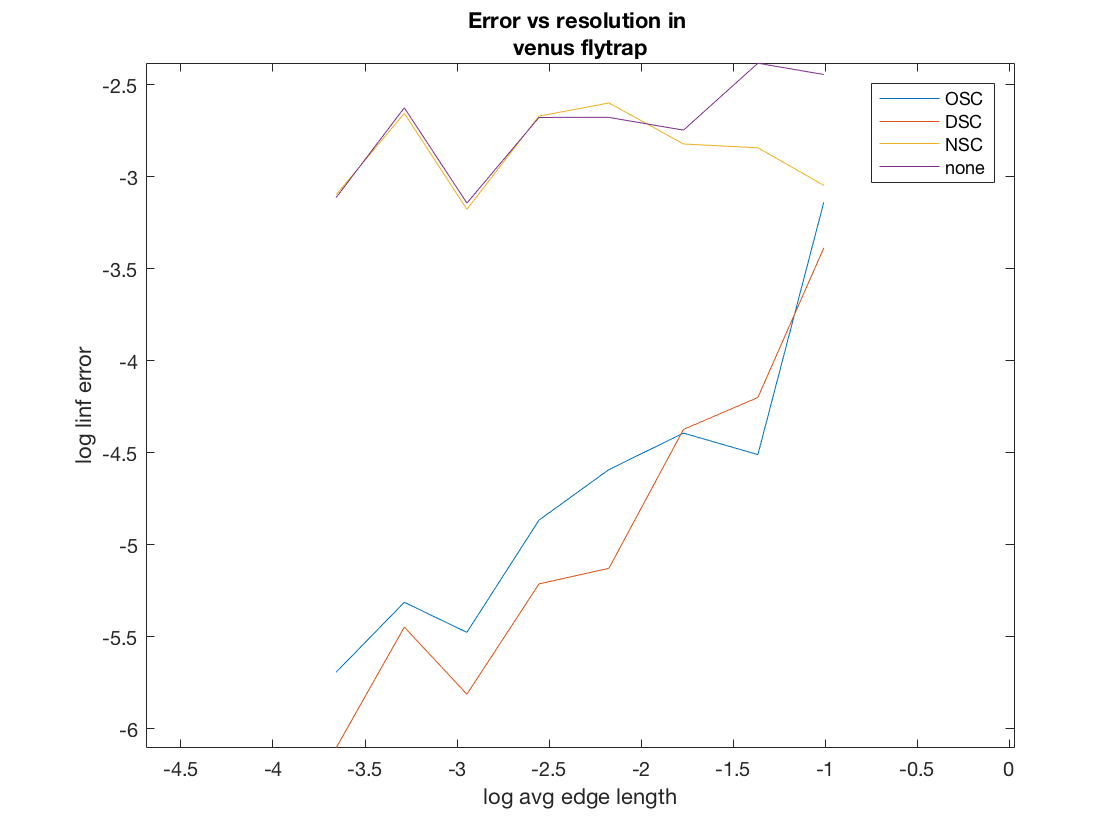 Error vs resolution in
venus flytrap
-2.5
-3
-3.5
-4
-4.5
-5
-5.5
-6
log linf error
OSC
DSC
NSC
none
-4.5
-4
-3.5
-3
-2.5
-2
-1.5
-1
-0.5
0
log avg edge length